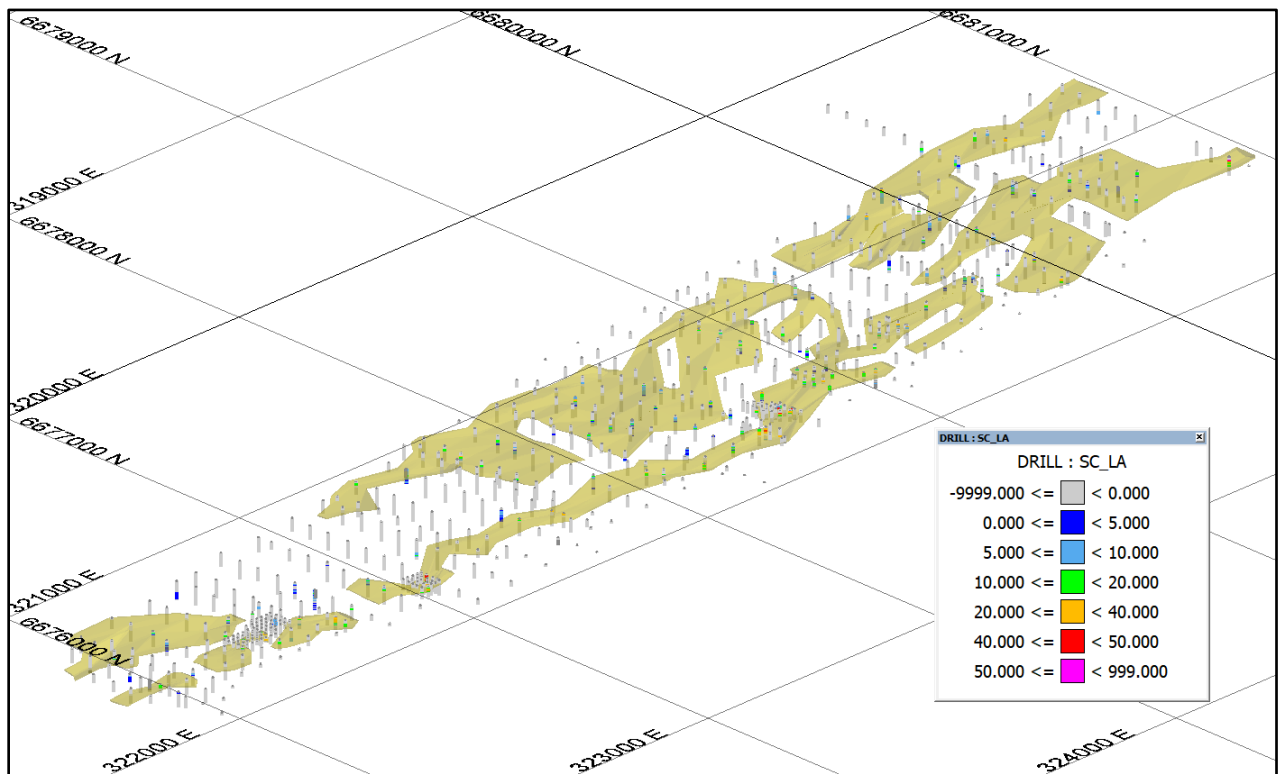 6679000 N
6680000 N
6681000 N
319000 E
6678000 N
320000 E
6677000 N
321000 E
6676000 N
322000 E
323000 E
324000 E
DRILL : SC_LA
DRILL : SC_LA
-9999.000 <= < 0.000
0.000 <= < 5.000
5.000 <= < 10.000
10.000 <= < 20.000
20.000 <= < 40.000
40.000 <= < 50.000
50.000 <= < 999.000